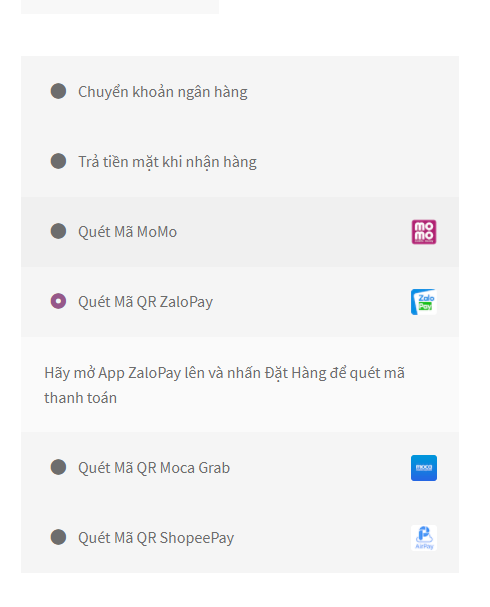 Chuyển khoản ngân hàng
Trả tiền mặt khi nhận hàng
Quét Mã MoMo
mo
mo
Quét Mã QR ZaloPay
Zalo
Pay
Hãy mở App ZaloPay lên và nhấn Đặt Hàng để quét mã
thanh toán
Quét Mã QR Moca Grab
moca
Quét Mã QR ShopeePay
AirPay